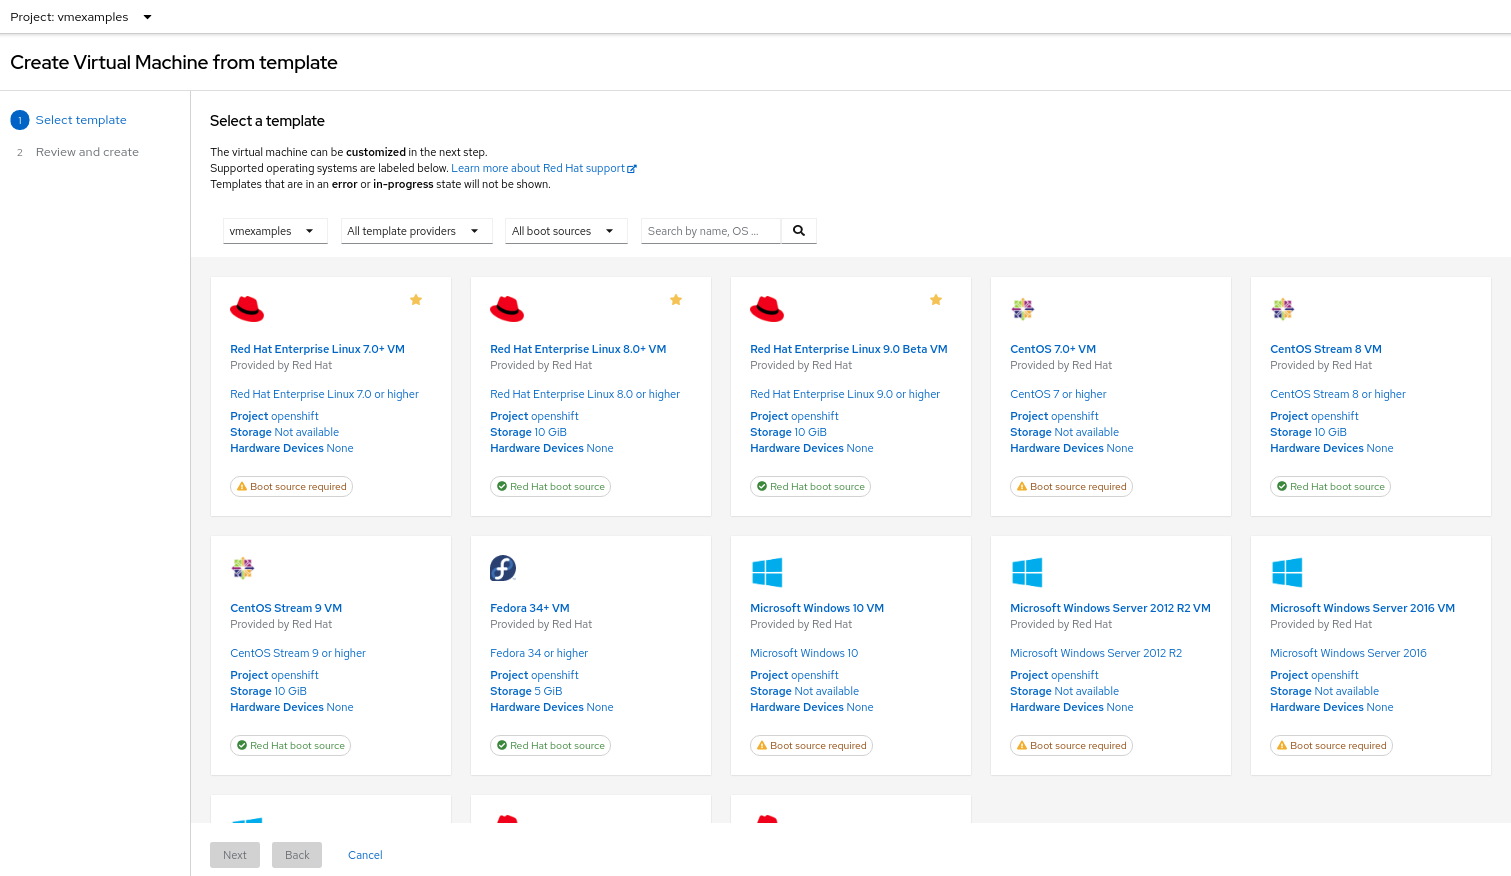 Project: vmexamples
Create Virtual Machine from template
1 Select template
2 Review and create
Select a template
The virtual machine can be customized in the next step.
Supported operating systems are labeled below. Learn more about Red Hat support
Templates that are in an error or in-progress state will not be shown.
vmexamples
All template providers
All boot sources
Search by name, OS ...
Red Hat Enterprise Linux 7.0+ VM
Provided by Red Hat
Red Hat Enterprise Linux 7.0 or higher
Project openshift
Storage Not available
Hardware Devices None
Boot source required
Red Hat Enterprise Linux 8.0+ VM
Provided by Red Hat
Red Hat Enterprise Linux 8.0 or higher
Project openshift
Storage 10 GiB
Hardware Devices None
Red Hat boot source
Red Hat Enterprise Linux 9.0 Beta VM
Provided by Red Hat
Red Hat Enterprise Linux 9.0 or higher
Project openshift
Storage 10 GiB
Hardware Devices None
Red Hat boot source
CentOS 7.0+ VM
Provided by Red Hat
CentOS 7 or higher
Project openshift
Storage Not available
Hardware Devices None
Boot source required
CentOS Stream 8 VM
Provided by Red Hat
CentOS Stream 8 or higher
Project openshift
Storage 10 GiB
Hardware Devices None
Red Hat boot source
CentOS Stream 9 VM
Provided by Red Hat
CentOS Stream 9 or higher
Project openshift
Storage 10 GiB
Hardware Devices None
Red Hat boot source
Fedora 34+ VM
Provided by Red Hat
Fedora 34 or higher
Project openshift
Storage 5 GiB
Hardware Devices None
Red Hat boot source
Microsoft Windows 10 VM
Provided by Red Hat
Microsoft Windows 10
Project openshift
Storage Not available
Hardware Devices None
Boot source required
Microsoft Windows Server 2012 R2 VM
Provided by Red Hat
Microsoft Windows Server 2012 R2
Project openshift
Storage Not available
Hardware Devices None
Boot source required
Microsoft Windows Server 2016 VM
Provided by Red Hat
Microsoft Windows Server 2016
Project openshift
Storage Not available
Hardware Devices None
Boot source required
Next
Back
Cancel